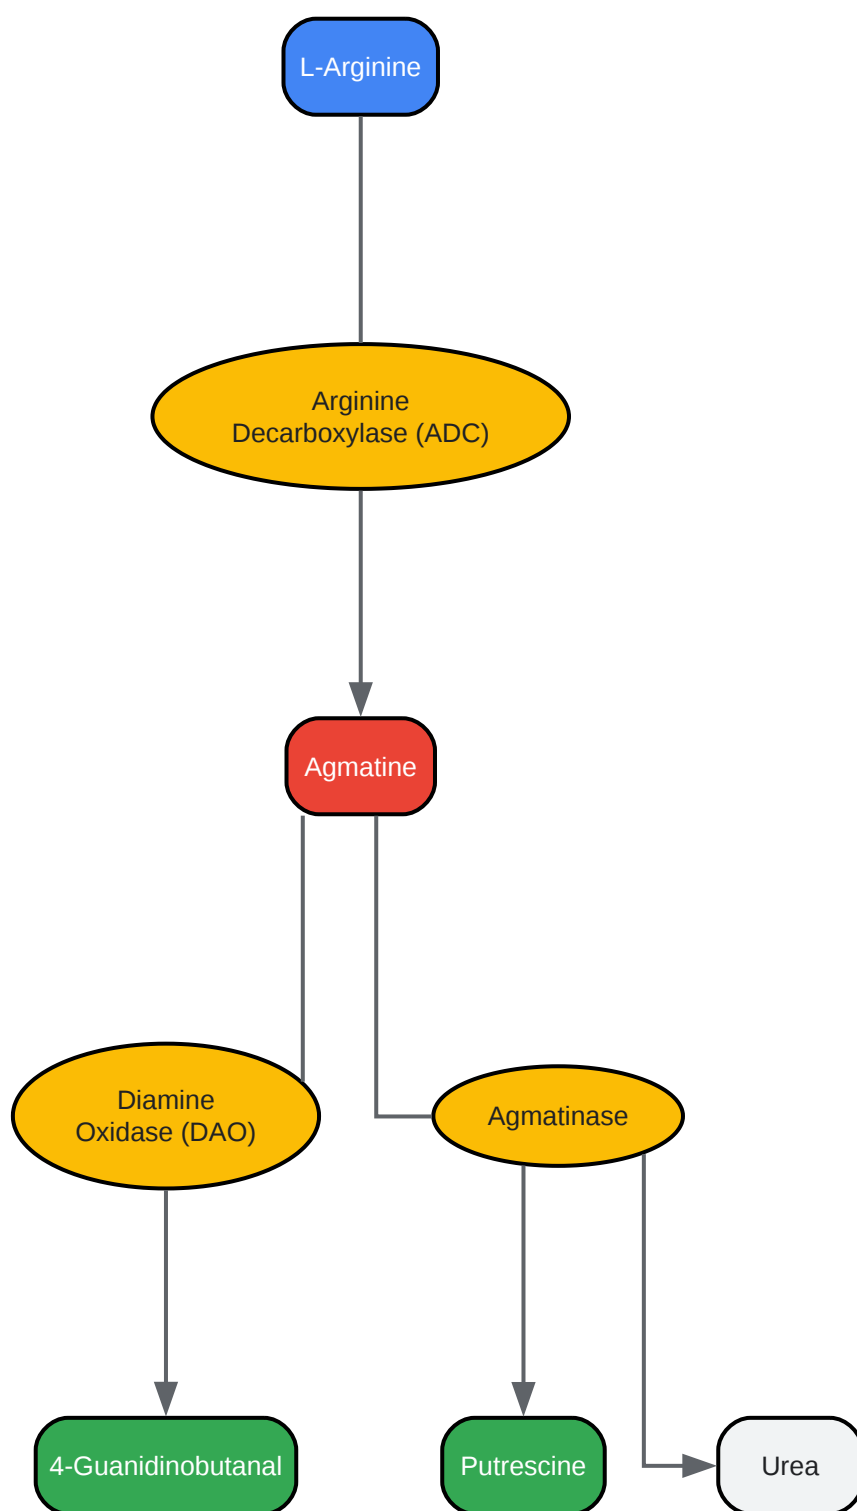 L-Arginine
Arginine
Decarboxylase (ADC)
Agmatine
Diamine
Oxidase (DAO)
Agmatinase
4-Guanidinobutanal
Putrescine
Urea